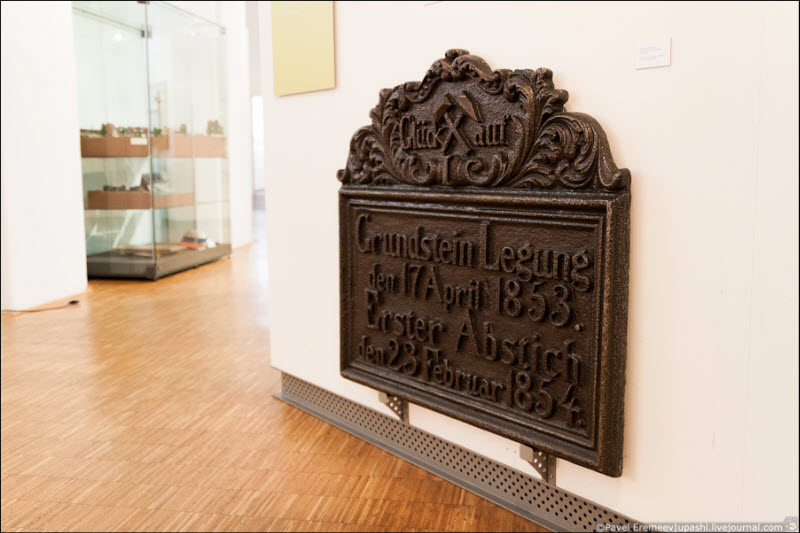 Glück auf
Grundstein Legung
den 17 April 1853.
Erster Abstich
den 23 Februar 1854.
©Pavel Eremeev|upashi.livejournal.com